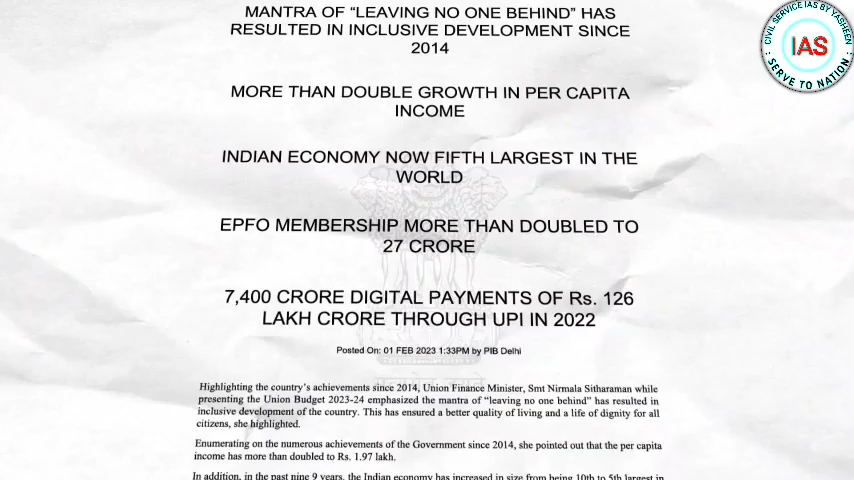 MANTRA OF “LEAVING NO ONE BEHIND” HAS
RESULTED IN INCLUSIVE DEVELOPMENT SINCE
2014
MORE THAN DOUBLE GROWTH IN PER CAPITA
INCOME
INDIAN ECONOMY NOW FIFTH LARGEST IN THE
WORLD
EPFO MEMBERSHIP MORE THAN DOUBLED TO
27 CRORE
7,400 CRORE DIGITAL PAYMENTS OF Rs. 126
LAKH CRORE THROUGH UPI IN 2022
Posted On: 01 FEB 2023 1:33PM by PIB Delhi
Highlighting the country’s achievements since 2014, Union Finance Minister, Smt Nirmala Sitharaman while
presenting the Union Budget 2023-24 emphasized the mantra of “leaving no one behind” has resulted in
inclusive development of the country. This has ensured a better quality of living and a life of dignity for all
citizens, she highlighted.
Enumerating on the numerous achievements of the Government since 2014, she pointed out that the per capita
income has more than doubled to Rs. 1.97 lakh.
In addition, in the past nine 9 years, the Indian economy has increased in size from being 10th to 5th largest in
CIVIL SERVICE IAS BY YASHEEN
IAS
: SERVE TO NATION :